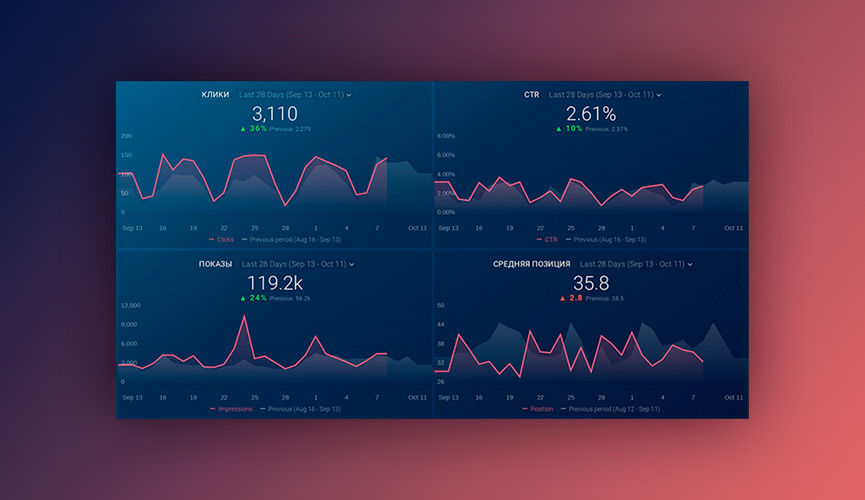 КЛИКИ Last 28 Days (Sep 13 - Oct 11)
3,110
▲ 36% Previous: 2,279
200
150
100
50
0
Sep 13 16 19 22 25 28 1 4 7 Oct 11
Clicks Previous period (Aug 16 - Sep 13)
CTR Last 28 Days (Sep 13 - Oct 11)
2.61%
▲ 10% Previous: 2.37%
8.00%
6.00%
4.00%
2.00%
0.00%
Sep 13 16 19 22 25 28 1 4 7 Oct 11
CTR Previous (Aug 16 - Sep 13)
ПОКАЗЫ Last 28 Days (Sep 13 - Oct 11)
119.2k
▲ 24% Previous: 96.2k
12,000
9,000
6,000
3,000
0
Sep 13 16 19 22 25 28 1 4 7 Oct 11
Impressions Previous (Aug 16 - Sep 13)
СРЕДНЯЯ ПОЗИЦИЯ Last 28 Days (Sep 13 - Oct 11)
35.8
▲ 2.8 Previous: 38.5
50
44
38
32
26
Sep 13 16 19 22 25 28 1 4 7 Oct 11
Position Previous period (Aug 12 - Sep 11)